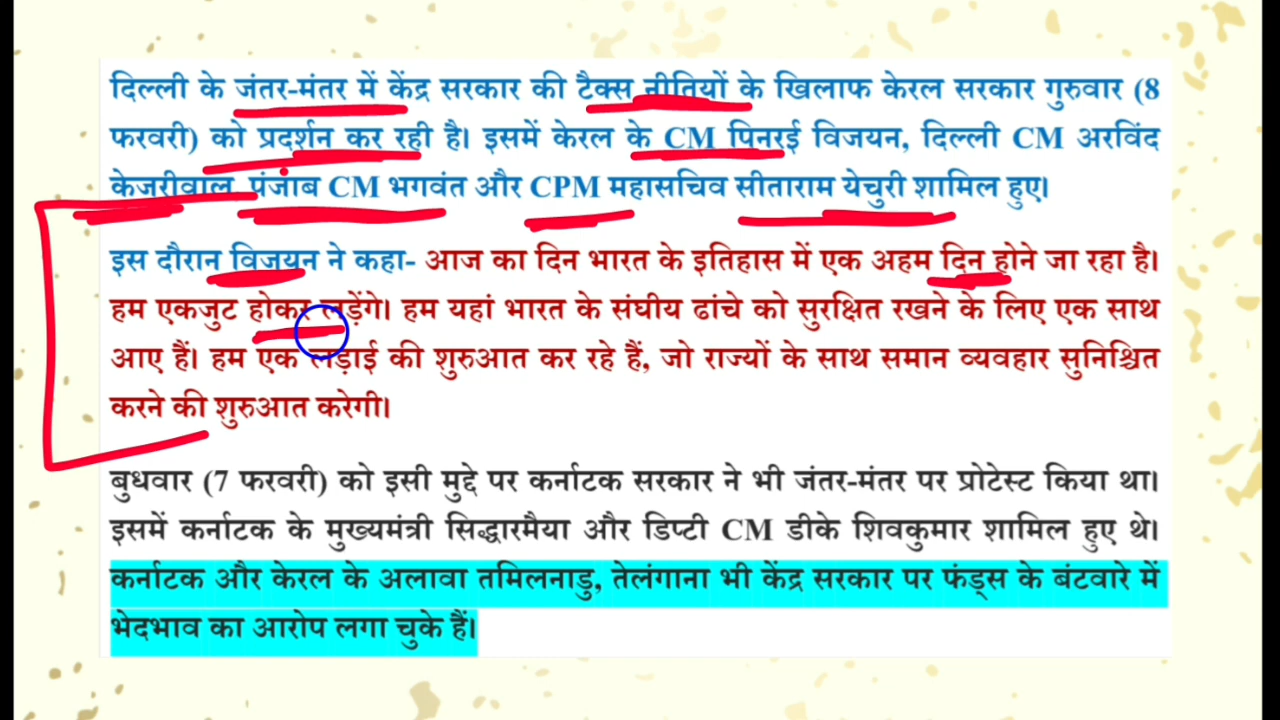 दिल्ली के जंतर-मंतर में केंद्र सरकार की टैक्स नीतियों के खिलाफ केरल सरकार गुरुवार (8
फरवरी) को प्रदर्शन कर रही है। इसमें केरल के CM पिनरई विजयन, दिल्ली CM अरविंद
केजरीवाल, पंजाब CM भगवंत और CPM महासचिव सीताराम येचुरी शामिल हुए।
इस दौरान विजयन ने कहा- आज का दिन भारत के इतिहास में एक अहम दिन होने जा रहा है।
हम एकजुट होकर लड़ेंगे। हम यहां भारत के संघीय ढांचे को सुरक्षित रखने के लिए एक साथ
आए हैं। हम एक लड़ाई की शुरुआत कर रहे हैं, जो राज्यों के साथ समान व्यवहार सुनिश्चित
करने की शुरुआत करेगी।
बुधवार (7 फरवरी) को इसी मुद्दे पर कर्नाटक सरकार ने भी जंतर-मंतर पर प्रोटेस्ट किया था।
इसमें कर्नाटक के मुख्यमंत्री सिद्धारमैया और डिप्टी CM डीके शिवकुमार शामिल हुए थे।
कर्नाटक और केरल के अलावा तमिलनाडु, तेलंगाना भी केंद्र सरकार पर फंड्स के बंटवारे में
भेदभाव का आरोप लगा चुके हैं।